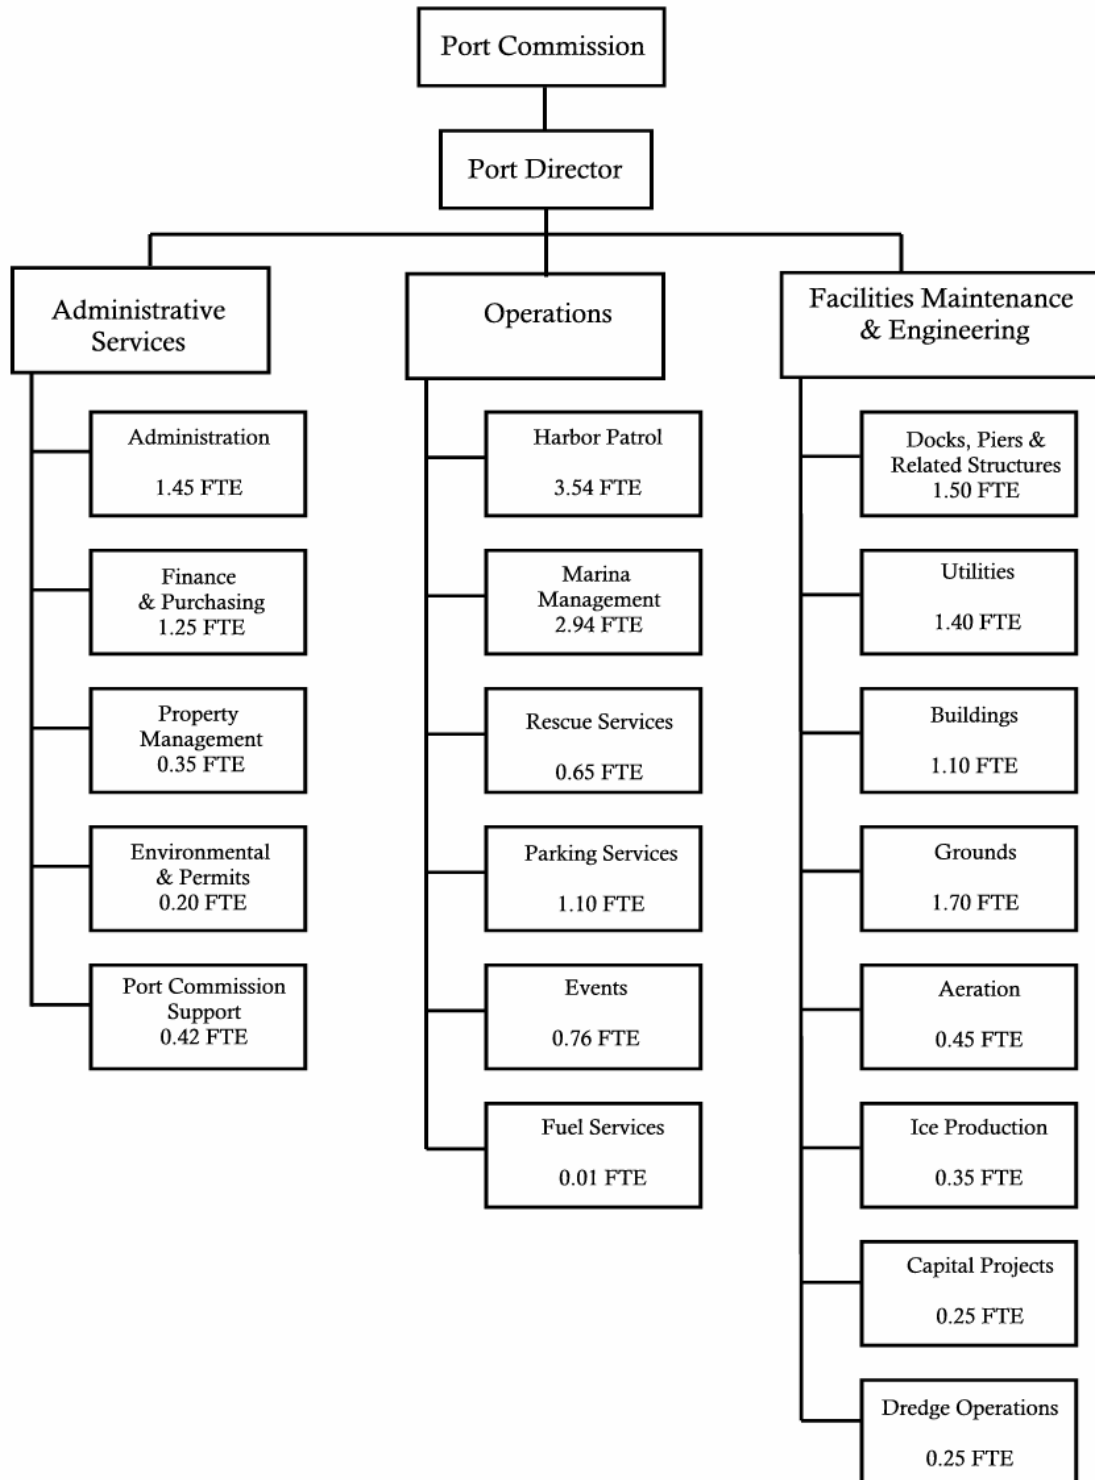 Port Commission
Port Director
Administrative
Services
Administration
1.45 FTE
Finance
& Purchasing
1.25 FTE
Property
Management
0.35 FTE
Environmental
& Permits
0.20 FTE
Port Commission
Support
0.42 FTE
Operations
Harbor Patrol
3.54 FTE
Marina
Management
2.94 FTE
Rescue Services
0.65 FTE
Parking Services
1.10 FTE
Events
0.76 FTE
Fuel Services
0.01 FTE
Facilities Maintenance
& Engineering
Docks, Piers &
Related Structures
1.50 FTE
Utilities
1.40 FTE
Buildings
1.10 FTE
Grounds
1.70 FTE
Aeration
0.45 FTE
Ice Production
0.35 FTE
Capital Projects
0.25 FTE
Dredge Operations
0.25 FTE